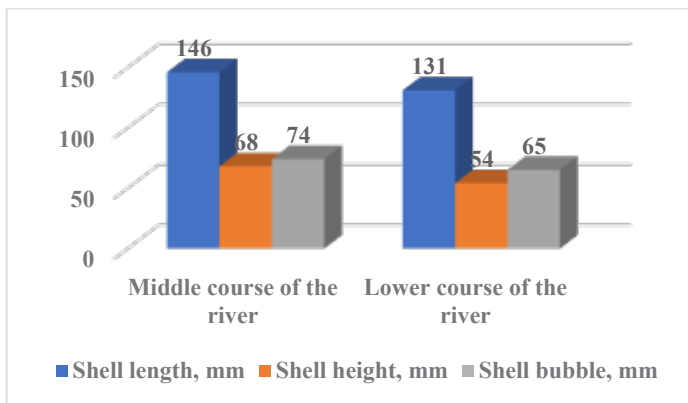 150
100
50
0
146
68
74
131
54
65
Middle course of the
river
Lower course of the
river
Shell length, mm Shell height, mm Shell bubble, mm